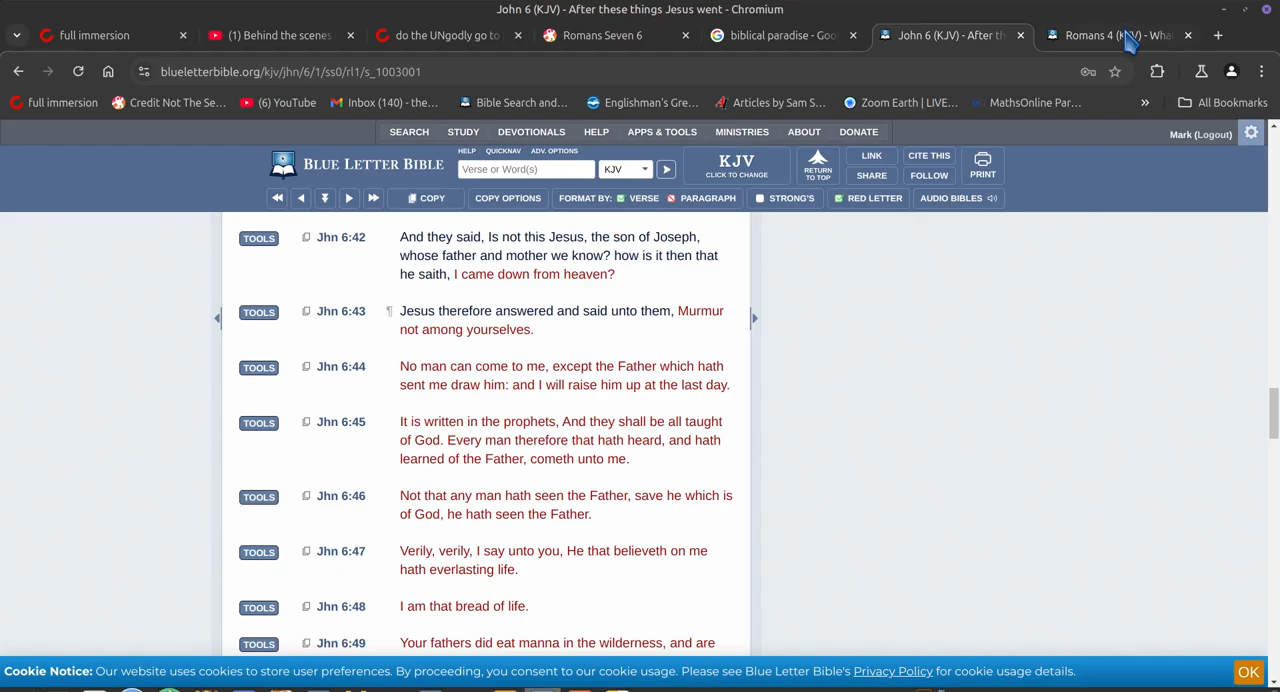 John 6 (KJV) - After these things Jesus went - Chromium
full immersion
(1) Behind the scenes
do the UNgodly go to
Romans Seven 6
biblical paradise - Goo
John 6 (KJV) - After th
Romans 4 (KJV) - Wha
blueletterbible.org/kjv/jhn/6/1/ss0/rl1/s_1003001
full immersion
Credit Not The Se...
(6) YouTube
Inbox (140) - the...
Bible Search and...
Englishman's Gre...
Articles by Sam S...
Zoom Earth | LIVE...
MathsOnline Par...
»
All Bookmarks
SEARCH STUDY DEVOTIONALS HELP APPS & TOOLS MINISTRIES ABOUT DONATE
Mark (Logout)
BLUE LETTER BIBLE
HELP QUICKNAV ADV. OPTIONS
Verse or Word(s)
KJV
KJV
CLICK TO CHANGE
RETURN
TO TOP
LINK
CITE THIS
SHARE
FOLLOW
PRINT
COPY
COPY OPTIONS
FORMAT BY: VERSE PARAGRAPH
STRONG'S
RED LETTER
AUDIO BIBLES
TOOLS Jhn 6:42 And they said, Is not this Jesus, the son of Joseph,
whose father and mother we know? how is it then that
he saith, I came down from heaven?
TOOLS Jhn 6:43 ¶ Jesus therefore answered and said unto them, Murmur
not among yourselves.
TOOLS Jhn 6:44 No man can come to me, except the Father which hath
sent me draw him: and I will raise him up at the last day.
TOOLS Jhn 6:45 It is written in the prophets, And they shall be all taught
of God. Every man therefore that hath heard, and hath
learned of the Father, cometh unto me.
TOOLS Jhn 6:46 Not that any man hath seen the Father, save he which is
of God, he hath seen the Father.
TOOLS Jhn 6:47 Verily, verily, I say unto you, He that believeth on me
hath everlasting life.
TOOLS Jhn 6:48 I am that bread of life.
TOOLS Jhn 6:49 Your fathers did eat manna in the wilderness, and are
Cookie Notice: Our website uses cookies to store user preferences. By proceeding, you consent to our cookie usage. Please see Blue Letter Bible's Privacy Policy for cookie usage details.
OK